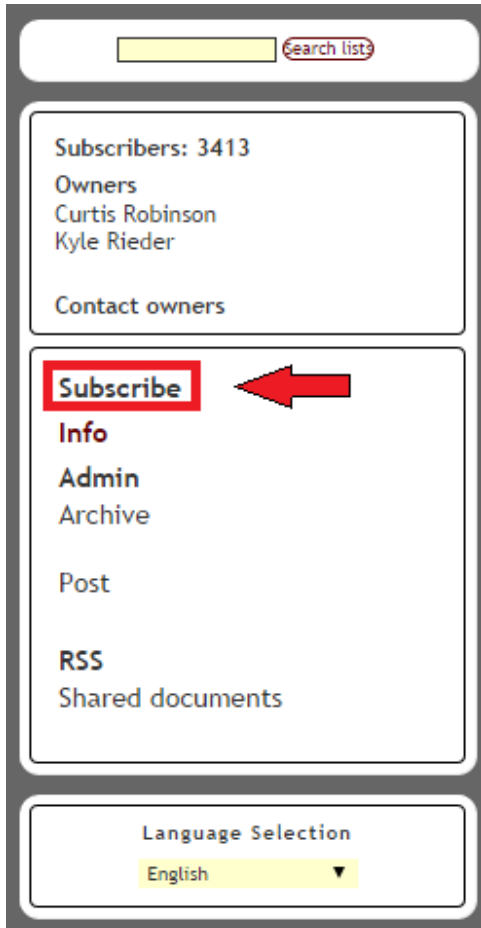 Search lists
Subscribers: 3413
Owners
Curtis Robinson
Kyle Rieder
Contact owners
Subscribe
Info
Admin
Archive
Post
RSS
Shared documents
Language Selection
English